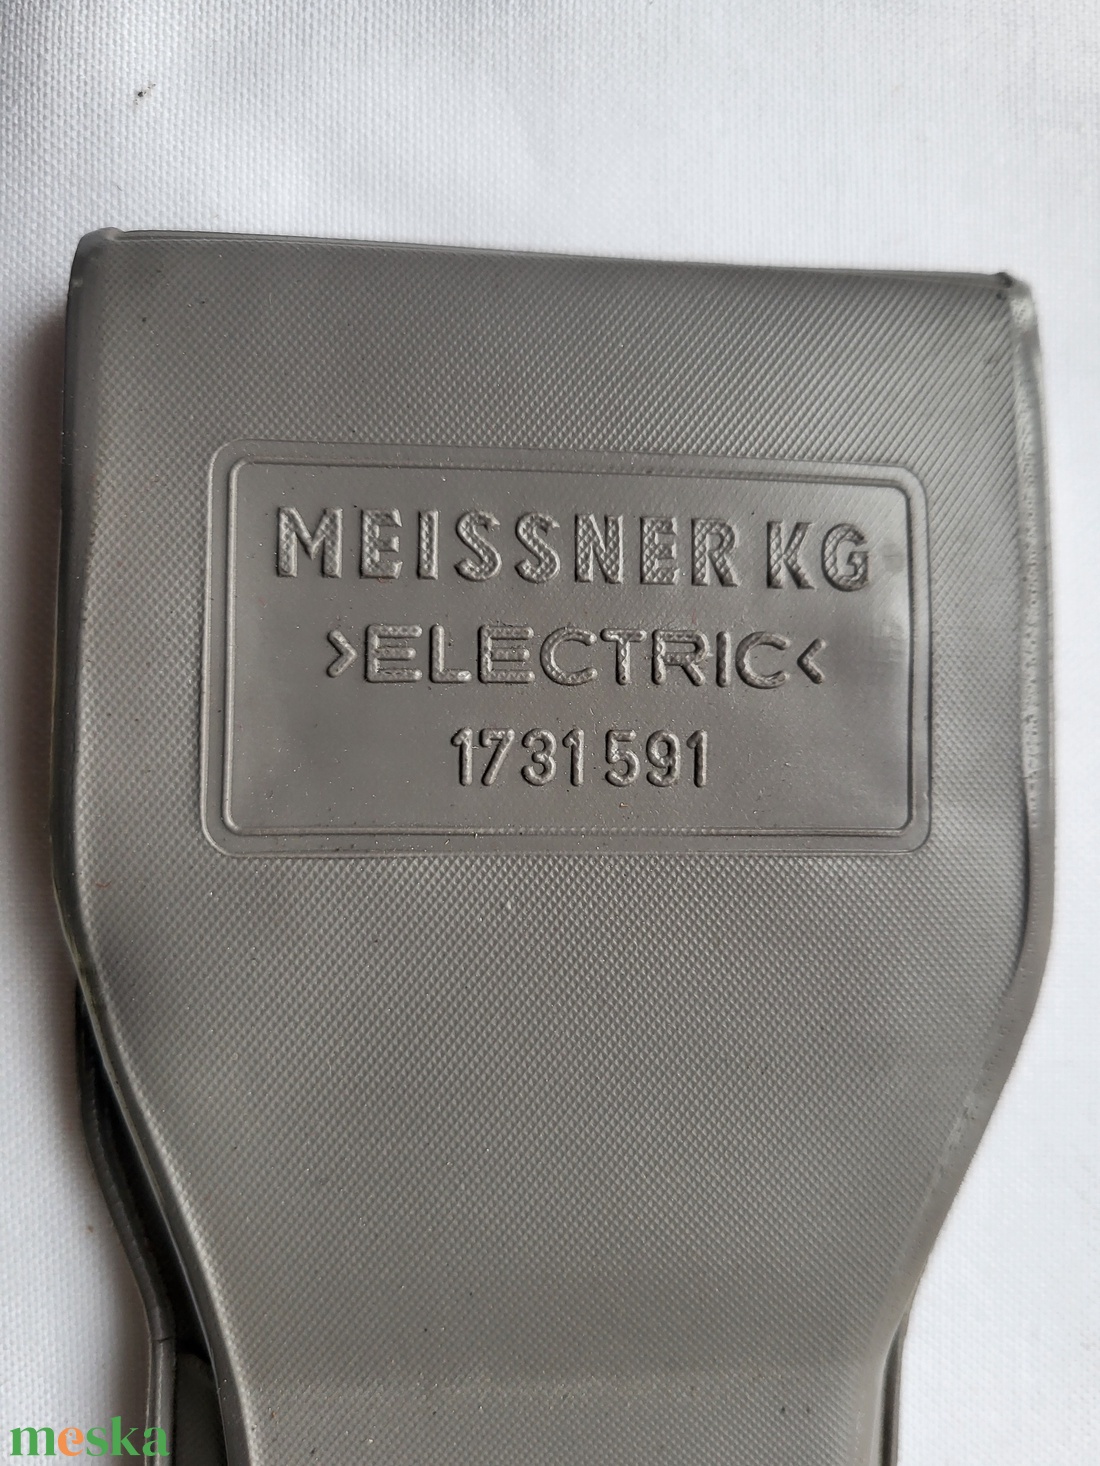 MEISSNER KG
>ELECTRIC<
1731591
meska